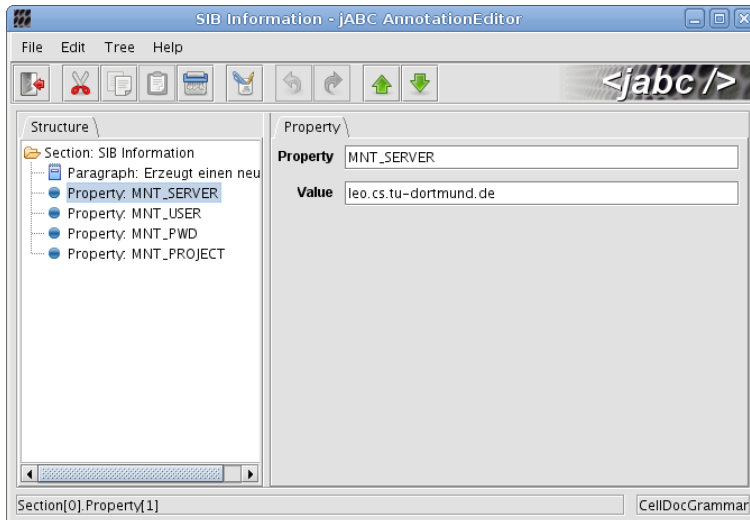 SIB Information - jABC AnnotationEditor
File Edit Tree Help
<jabc />
Structure
Section: SIB Information
Paragraph: Erzeugt einen neu
Property: MNT_SERVER
Property: MNT_USER
Property: MNT_PWD
Property: MNT_PROJECT
Property
Property MNT_SERVER
Value leo.cs.tu-dortmund.de
Section[0].Property[1]
CellDocGrammar